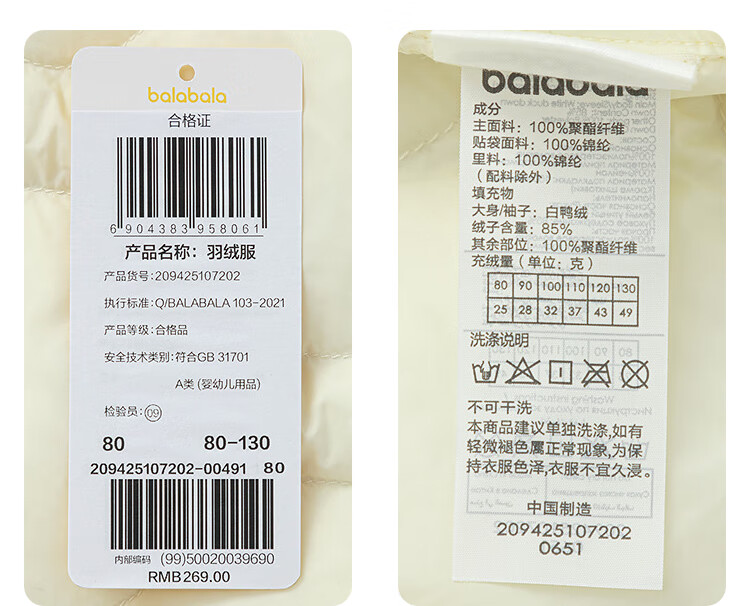 balabala
合格证
6 904383 958061
产品名称：羽绒服
产品货号：209425107202
执行标准:Q/BALABALA 103-2021
产品等级:合格品
安全技术类别:符合GB 31701
A类 (婴幼儿用品)
检验员: 09
80 80-130
209425107202-00491 80
内部编码 (99)50020039690
RMB269.00
balabala
成分
主面料：100%聚酯纤维
贴袋面料：100%锦纶
里料：100%锦纶
（配料除外）
填充物
大身/袖子：白鸭绒
绒子含量：85%
其余部位：100%聚酯纤维
充绒量（单位：克）
80 90 100 110 120 130
25 28 32 37 43 49
洗涤说明
不可干洗
本商品建议单独洗涤,如有
轻微褪色属正常现象,为保
持衣服色泽,衣服不宜久浸。
中国制造
209425107202
0651